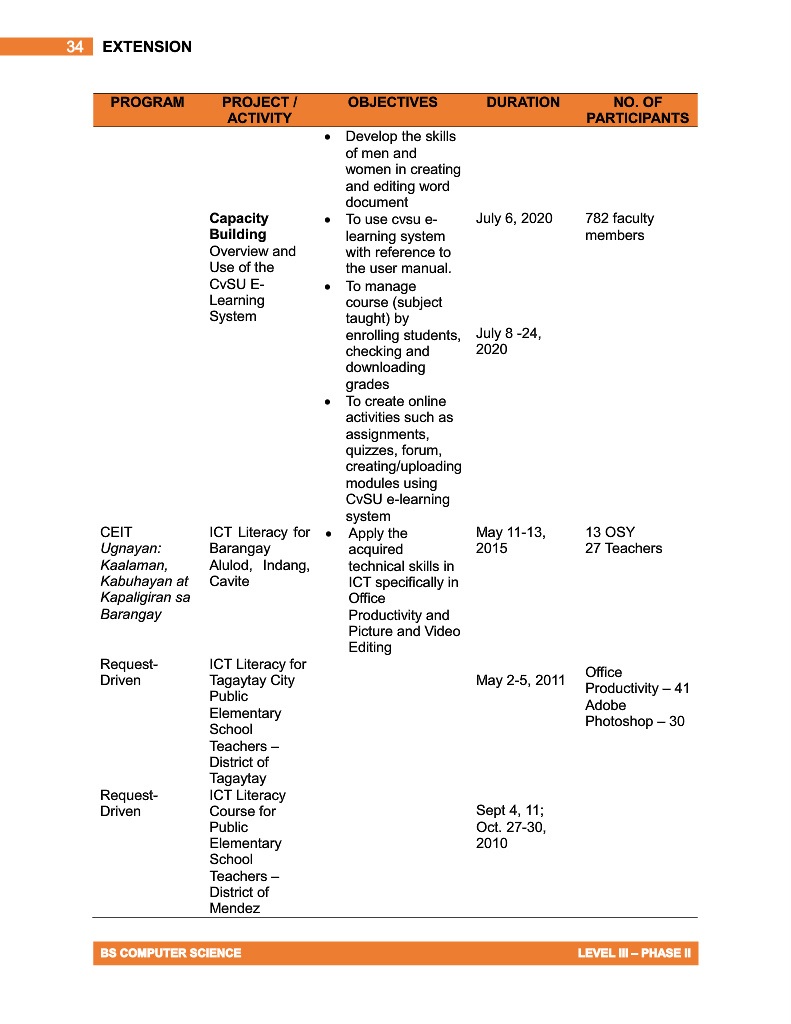 34 EXTENSION
PROGRAM PROJECT / ACTIVITY OBJECTIVES DURATION NO. OF PARTICIPANTS
• Develop the skills
of men and
women in creating
and editing word
document
Capacity
Building
Overview and
Use of the
CvSU E-
Learning
System
• To use cvsu e-
learning system
with reference to
the user manual.
• To manage
course (subject
taught) by
enrolling students,
checking and
downloading
grades
• To create online
activities such as
assignments,
quizzes, forum,
creating/uploading
modules using
CvSU e-learning
system
July 6, 2020
July 8 -24,
2020
782 faculty
members
CEIT
Ugnayan:
Kaalaman,
Kabuhayan at
Kapaligiran sa
Barangay
ICT Literacy for
Barangay
Alulod, Indang,
Cavite
• Apply the
acquired
technical skills in
ICT specifically in
Office
Productivity and
Picture and Video
Editing
May 11-13,
2015
13 OSY
27 Teachers
Request-
Driven
ICT Literacy for
Tagaytay City
Public
Elementary
School
Teachers –
District of
Tagaytay
May 2-5, 2011
Office
Productivity – 41
Adobe
Photoshop – 30
Request-
Driven
ICT Literacy
Course for
Public
Elementary
School
Teachers –
District of
Mendez
Sept 4, 11;
Oct. 27-30,
2010
BS COMPUTER SCIENCE LEVEL III – PHASE II